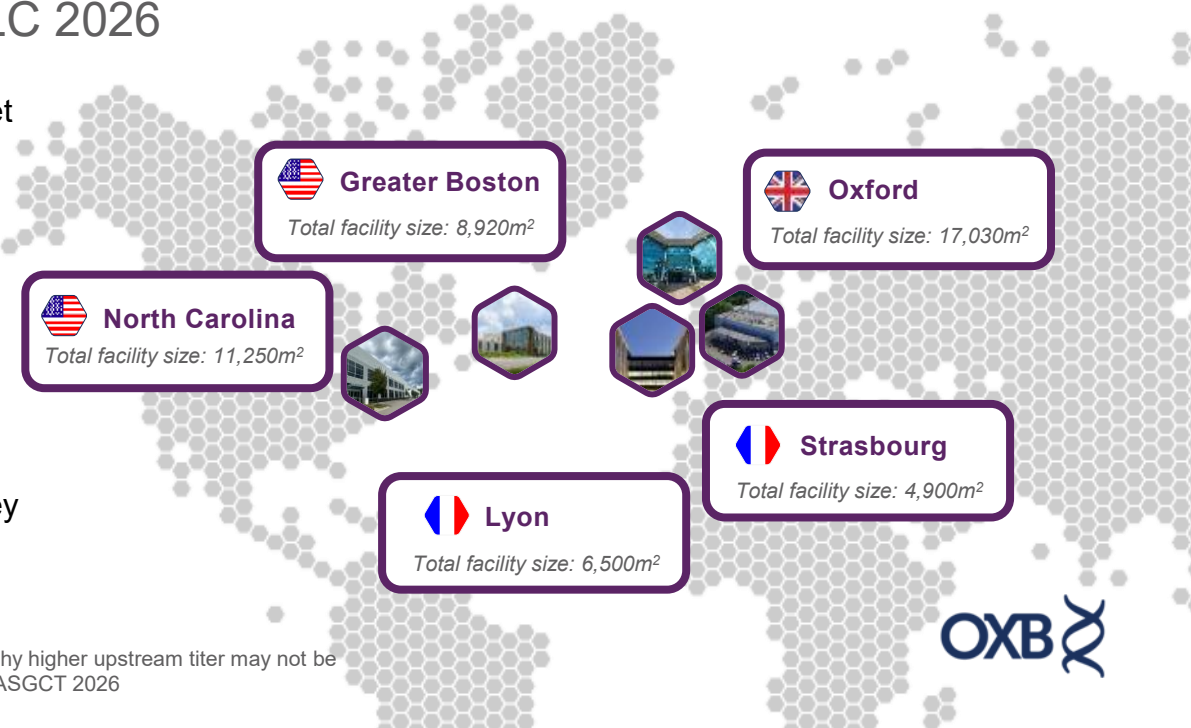 LC 2026
et
Greater Boston
Total facility size: 8,920m²
Oxford
Total facility size: 17,030m²
North Carolina
Total facility size: 11,250m²
Strasbourg
Total facility size: 4,900m²
ey
Lyon
Total facility size: 6,500m²
OXB
hy higher upstream titer may not be
ASGCT 2026